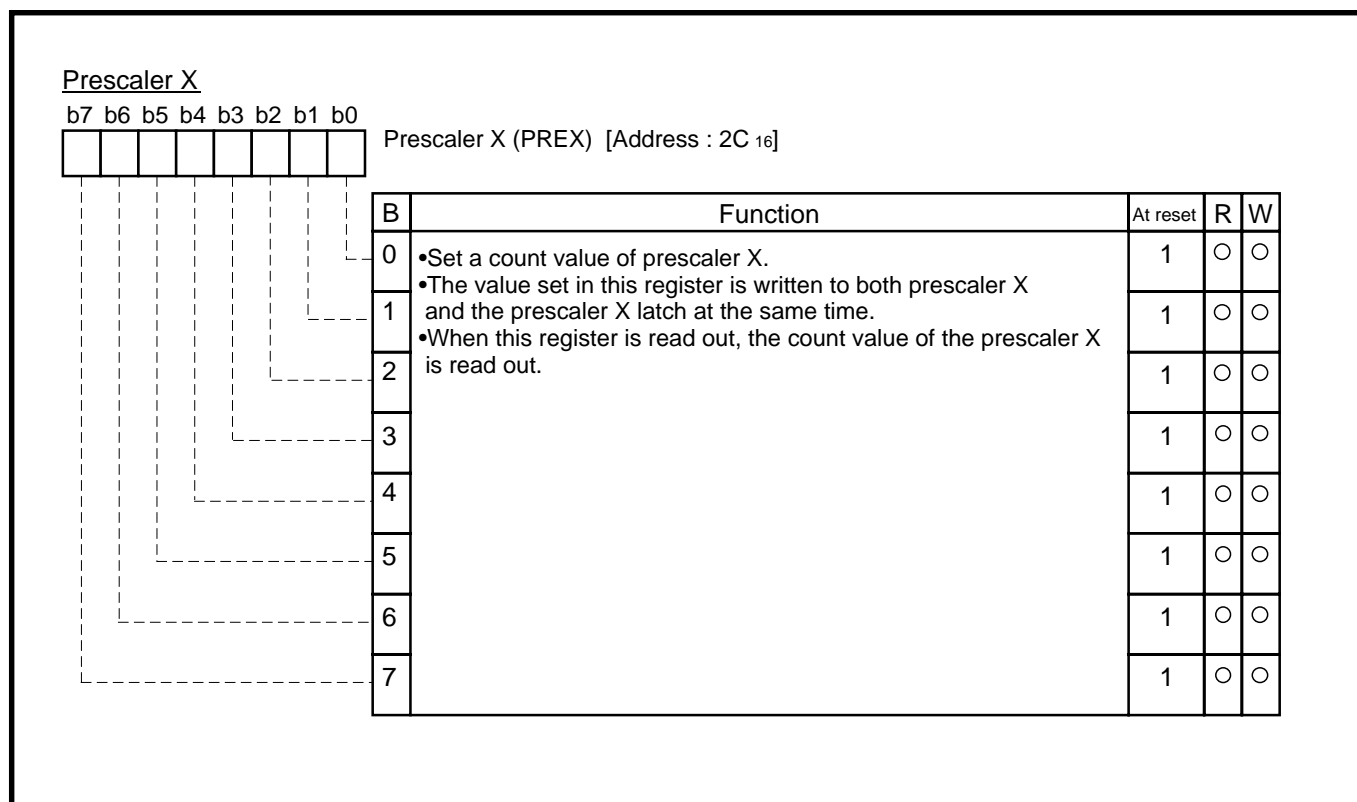 Prescaler X
b7 b6 b5 b4 b3 b2 b1 b0
Prescaler X (PREX) [Address : 2C 16]
B Function At reset R W
0 •Set a count value of prescaler X. 1 ○ ○
•The value set in this register is written to both prescaler X
1 and the prescaler X latch at the same time. 1 ○ ○
•When this register is read out, the count value of the prescaler X
2 is read out. 1 ○ ○
3 1 ○ ○
4 1 ○ ○
5 1 ○ ○
6 1 ○ ○
7 1 ○ ○